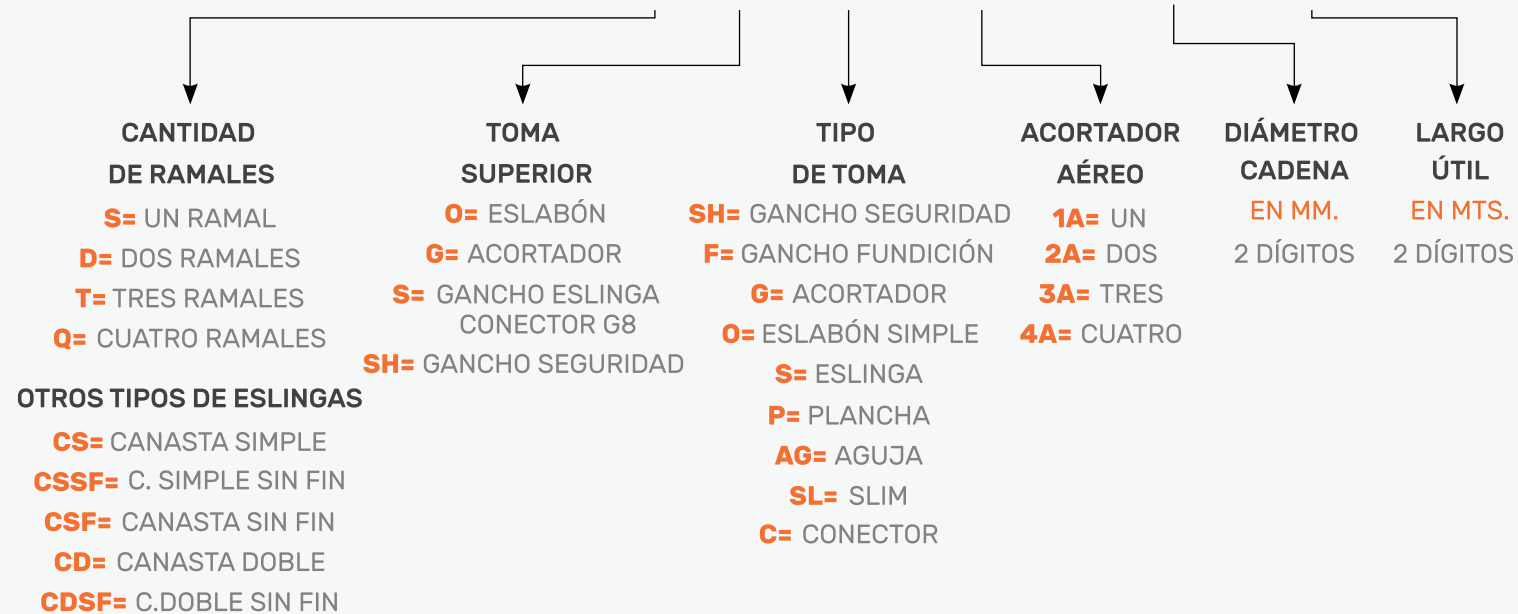 CANTIDAD
DE RAMALES
S= UN RAMAL
D= DOS RAMALES
T= TRES RAMALES
Q= CUATRO RAMALES
OTROS TIPOS DE ESLINGAS
CS= CANASTA SIMPLE
CSSF= C. SIMPLE SIN FIN
CSF= CANASTA SIN FIN
CD= CANASTA DOBLE
CDSF= C.DOBLE SIN FIN
TOMA
SUPERIOR
O= ESLABÓN
G= ACORTADOR
S= GANCHO ESLINGA
CONECTOR G8
SH= GANCHO SEGURIDAD
TIPO
DE TOMA
SH= GANCHO SEGURIDAD
F= GANCHO FUNDICIÓN
G= ACORTADOR
O= ESLABÓN SIMPLE
S= ESLINGA
P= PLANCHA
AG= AGUJA
SL= SLIM
C= CONECTOR
ACORTADOR
AÉREO
1A= UN
2A= DOS
3A= TRES
4A= CUATRO
DIÁMETRO
CADENA
EN MM.
2 DÍGITOS
LARGO
ÚTIL
EN MTS.
2 DÍGITOS